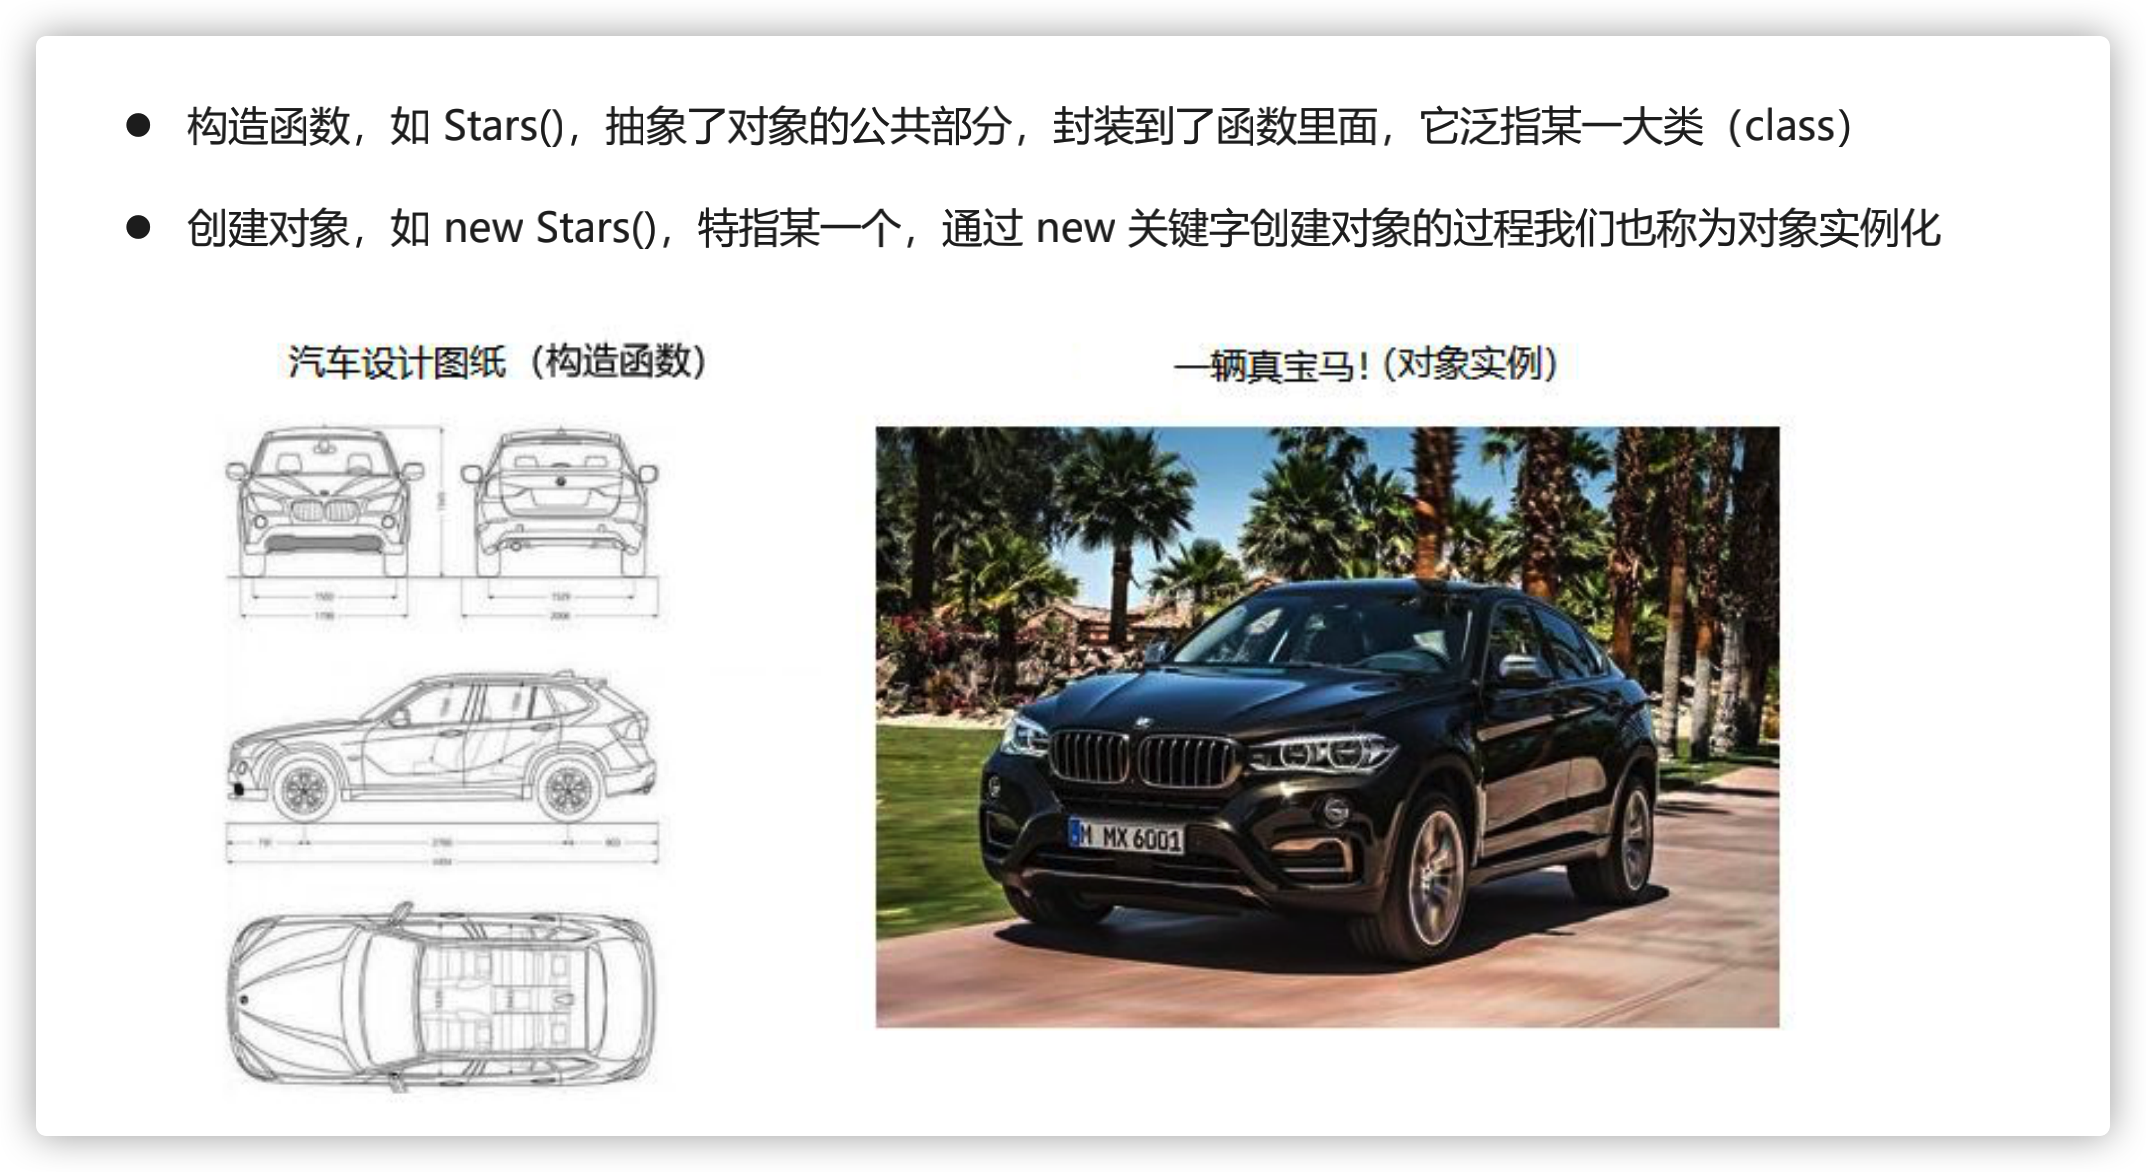 ● 构造函数，如 Stars()，抽象了对象的公共部分，封装到了函数里面，它泛指某一大类（class）
● 创建对象，如 new Stars()，特指某一个，通过 new 关键字创建对象的过程我们也称为对象实例化
汽车设计图纸（构造函数）
一辆真宝马！（对象实例）
M MX 6001